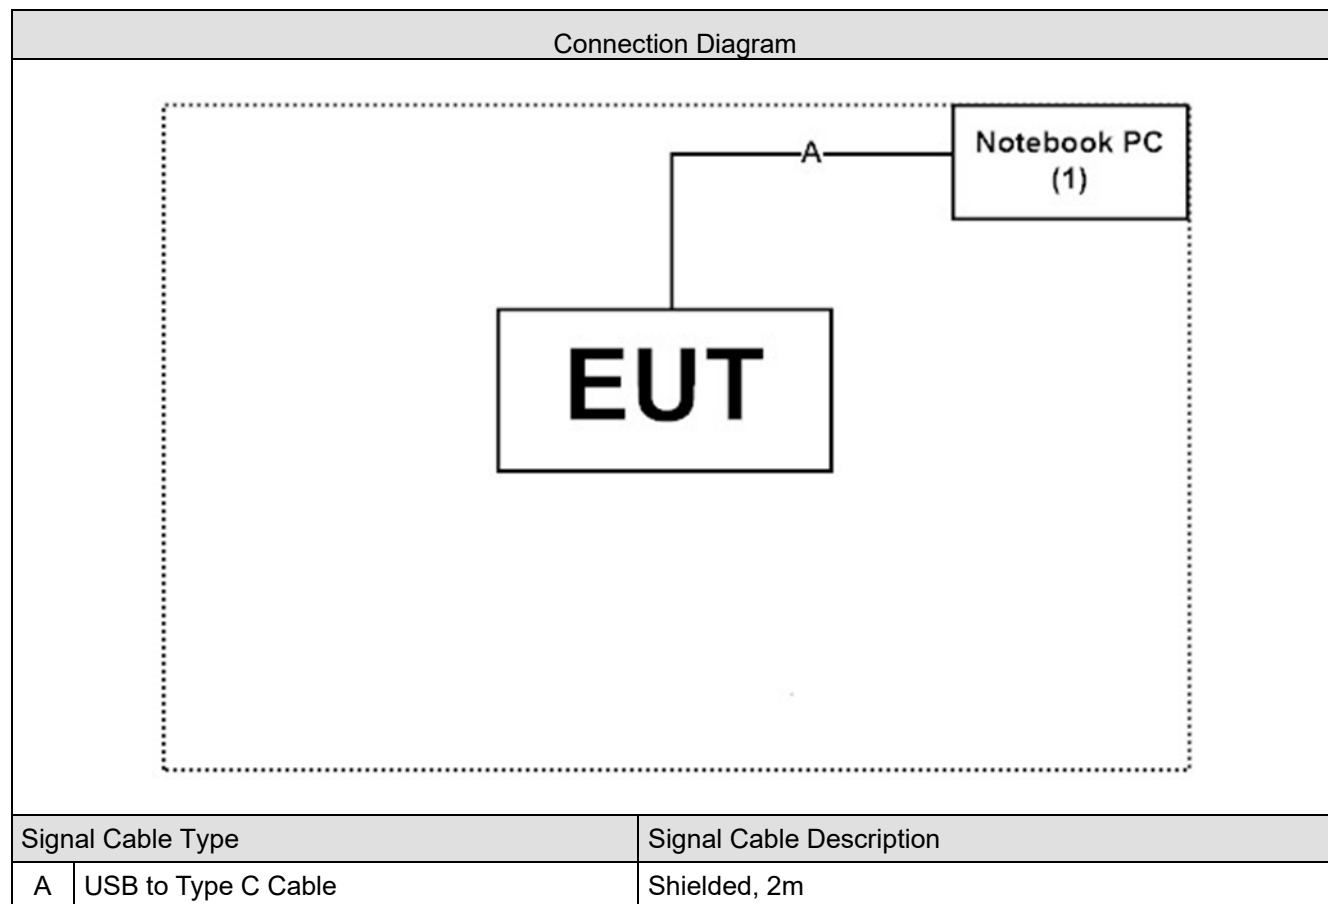 Connection Diagram
A
Notebook PC
(1)
EUT
Signal Cable Type
Signal Cable Description
A
USB to Type C Cable
Shielded, 2m